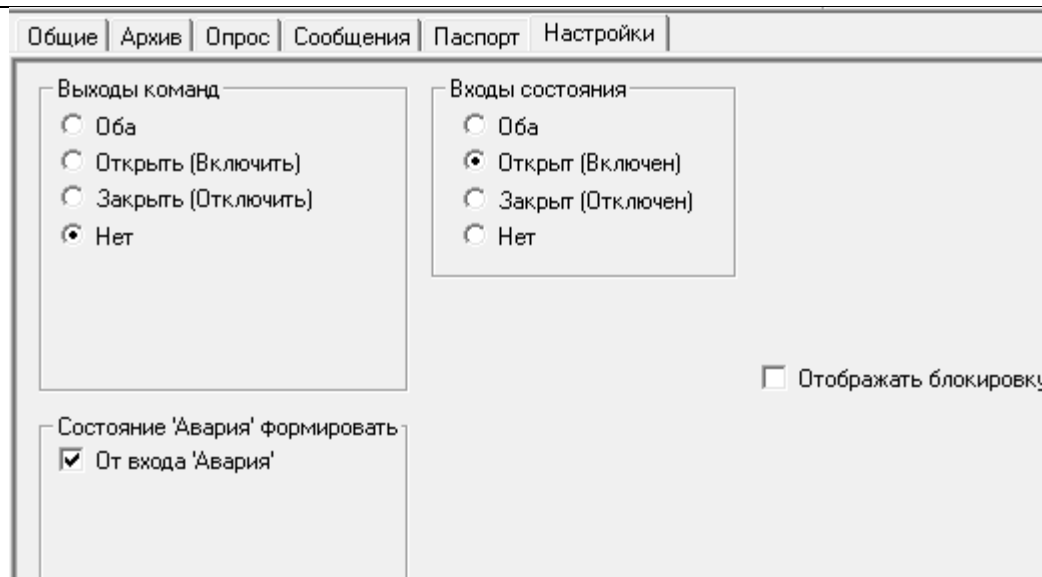 Общие Архив Опрос Сообщения Паспорт Настройки
Выходы команд
Оба
Открыть (Включить)
Закрыть (Отключить)
Нет
Входы состояния
Оба
Открыт (Включен)
Закрыт (Отключен)
Нет
Отображать блокировку
Состояние 'Авария' формировать
От входа 'Авария'